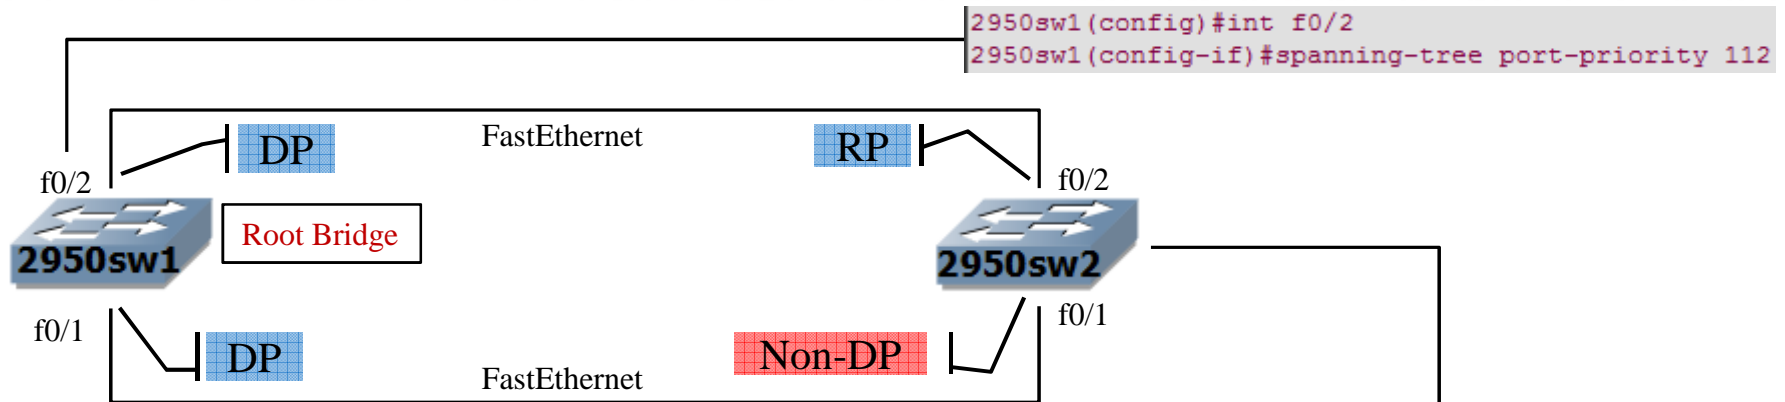 2950sw1(config)#int f0/2
2950sw1(config-if)#spanning-tree port-priority 112
DP
FastEthernet
RP
f0/2
f0/2
Root Bridge
2950sw1
2950sw2
f0/1
f0/1
DP
Non-DP
FastEthernet